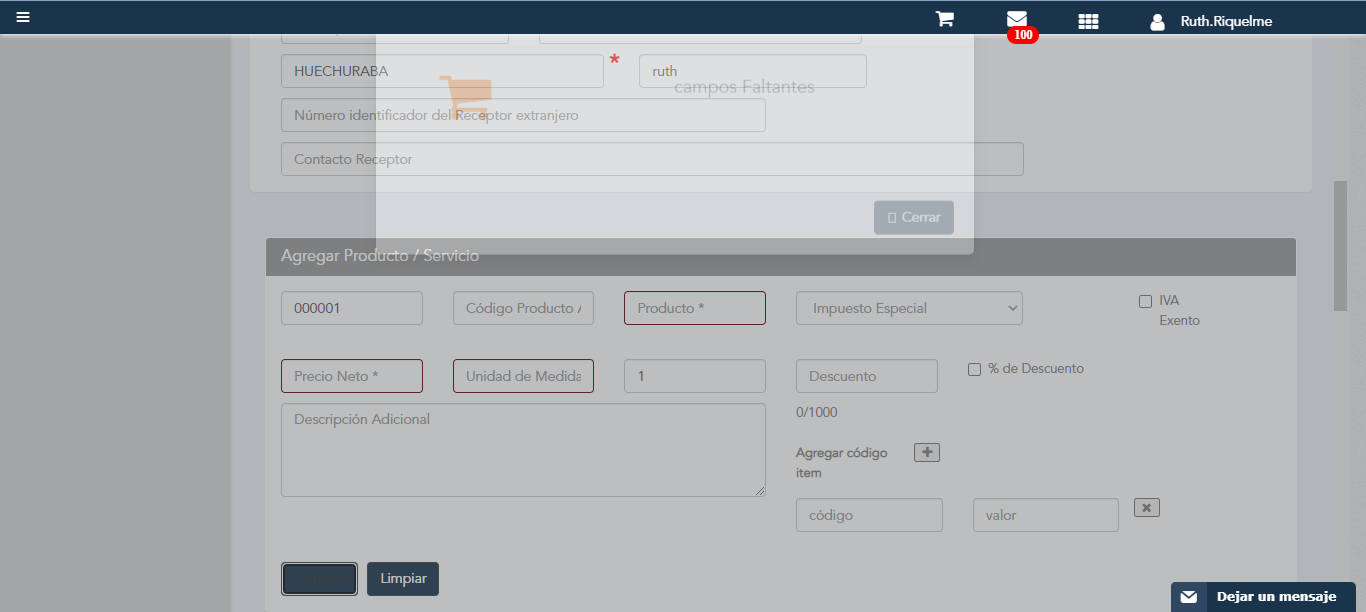 Ruth.Riquelme
100
HUECHURABA
*
ruth
campos Faltantes
Número identificador del Receptor extranjero
Contacto Receptor
Cerrar
Agregar Producto / Servicio
000001
Código Producto A
Producto *
Impuesto Especial
IVA
Exento
Precio Neto *
Unidad de Medida
1
Descuento
% de Descuento
Descripción Adicional
0/1000
Agregar código
item
código
valor
Limpiar
Dejar un mensaje